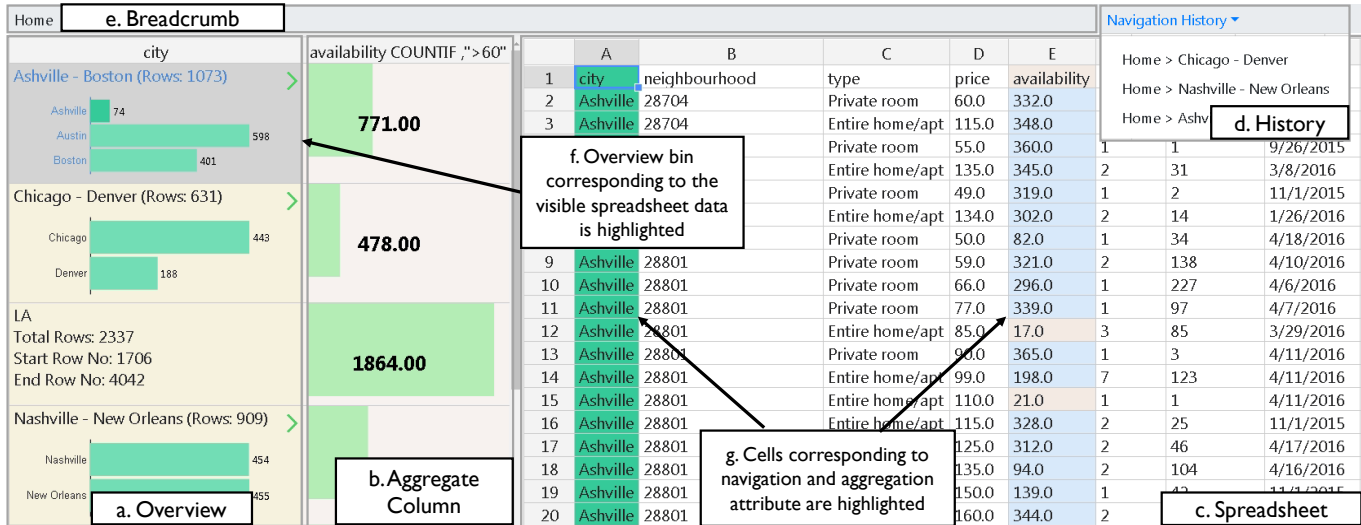 Home
e. Breadcrumb
Navigation History
Home > Chicago - Denver
Home > Nashville - New Orleans
Home > Ashv
d. History
city
Ashville - Boston (Rows: 1073)
Ashville 74
Austin 598
Boston 401
Chicago - Denver (Rows: 631)
Chicago 443
Denver 188
LA
Total Rows: 2337
Start Row No: 1706
End Row No: 4042
Nashville - New Orleans (Rows: 909)
Nashville 454
New Orleans 455
a. Overview
availability COUNTIF ,">60"
771.00
478.00
1864.00
b. Aggregate
Column
f. Overview bin
corresponding to the
visible spreadsheet data
is highlighted
A B C D E
1 city neighbourhood type price availability
2 Ashville 28704 Private room 60.0 332.0
3 Ashville 28704 Entire home/apt 115.0 348.0
Private room 55.0 360.0 1 1 9/26/2015
Entire home/apt 135.0 345.0 2 31 3/8/2016
Private room 49.0 319.0 1 2 11/1/2015
Entire home/apt 134.0 302.0 2 14 1/26/2016
Private room 50.0 82.0 1 34 4/18/2016
9 Ashville 28801 Private room 59.0 321.0 2 138 4/10/2016
10 Ashville 28801 Private room 66.0 296.0 1 227 4/6/2016
11 Ashville 28801 Private room 77.0 339.0 1 97 4/7/2016
12 Ashville 28801 Entire home/apt 85.0 17.0 3 85 3/29/2016
13 Ashville 28801 Private room 90.0 365.0 1 3 4/11/2016
14 Ashville 28801 Entire home/apt 99.0 198.0 7 123 4/11/2016
15 Ashville 28801 Entire home/apt 110.0 21.0 1 1 4/11/2016
16 Ashville 28801 Entire home/apt 115.0 328.0 2 25 11/1/2015
17 Ashville 28801 125.0 312.0 2 46 4/17/2016
18 Ashville 28801 135.0 94.0 2 104 4/16/2016
19 Ashville 28801 150.0 139.0 1 42 11/1/2015
20 Ashville 28801 160.0 344.0 2
g. Cells corresponding to
navigation and aggregation
attribute are highlighted
c. Spreadsheet